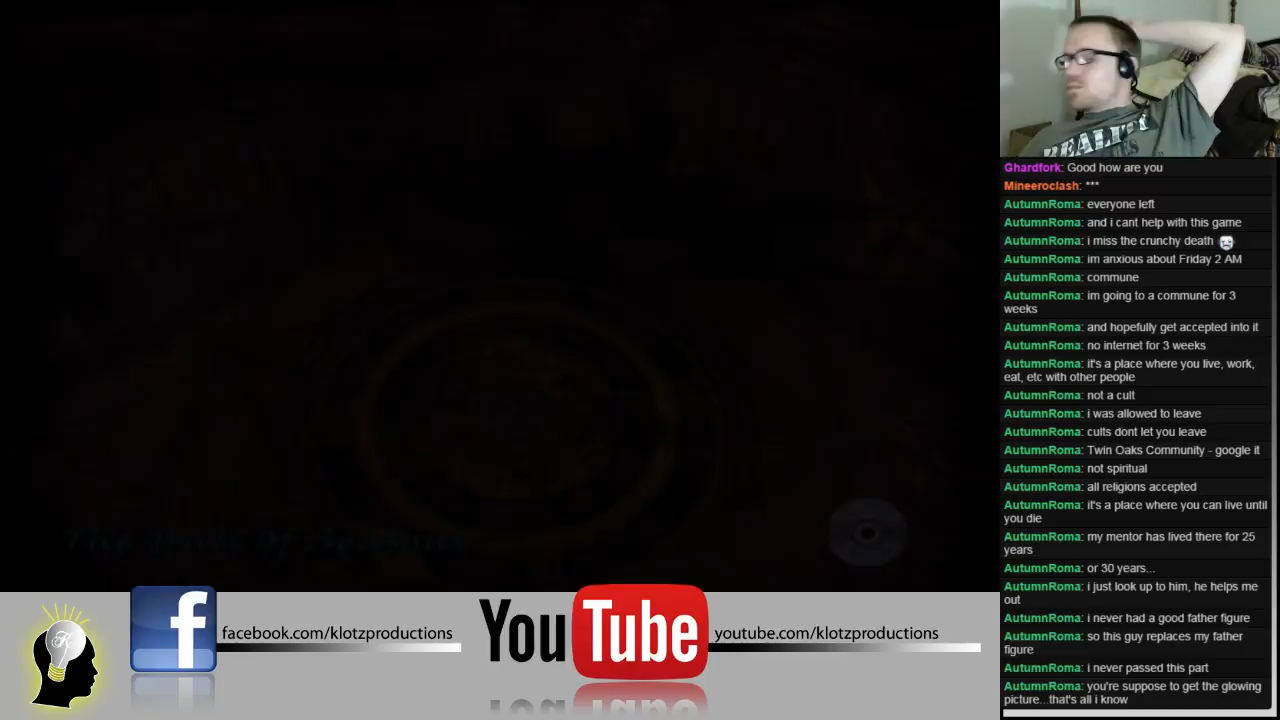 REALITY
Ghardfork: Good how are you
Mineeroclash: ***
AutumnRoma: everyone left
AutumnRoma: and i cant help with this game
AutumnRoma: i miss the crunchy death
AutumnRoma: im anxious about Friday 2 AM
AutumnRoma: commune
AutumnRoma: im going to a commune for 3
weeks
AutumnRoma: and hopefully get accepted into it
AutumnRoma: no internet for 3 weeks
AutumnRoma: it's a place where you live, work,
eat, etc with other people
AutumnRoma: not a cult
AutumnRoma: i was allowed to leave
AutumnRoma: cults dont let you leave
AutumnRoma: Twin Oaks Community - google it
AutumnRoma: not spiritual
AutumnRoma: all religions accepted
AutumnRoma: it's a place where you can live until
you die
AutumnRoma: my mentor has lived there for 25
years
AutumnRoma: or 30 years...
AutumnRoma: i just look up to him, he helps me
out
AutumnRoma: i never had a good father figure
AutumnRoma: so this guy replaces my father
figure
AutumnRoma: i never passed this part
AutumnRoma: you're suppose to get the glowing
picture...that's all i know
The
K
f
facebook.com/klotzproductions
YouTube
youtube.com/klotzproductions